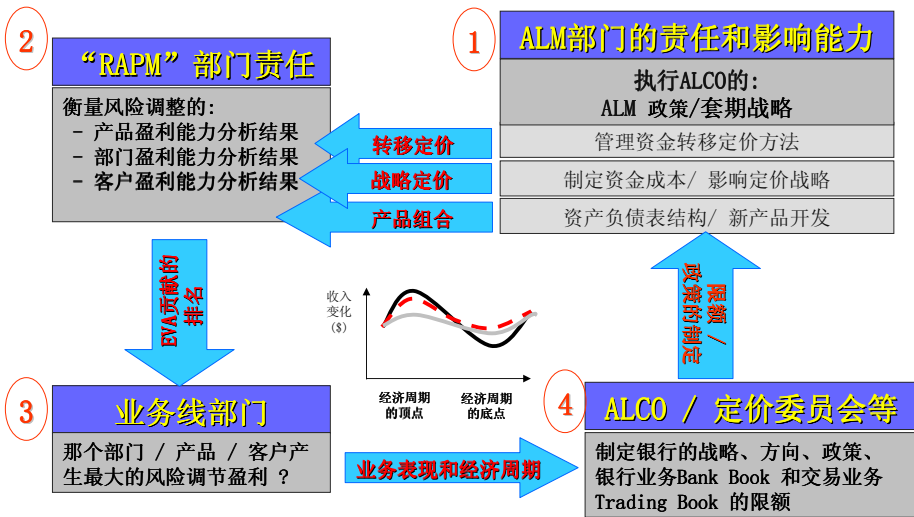 1
ALM部门的责任和影响能力
执行ALCO的:
ALM 政策/套期战略
管理资金转移定价方法
制定资金成本/ 影响定价战略
资产负债表结构/ 新产品开发
转移定价
战略定价
产品组合
2
“RAPM”部门责任
衡量风险调整的:
- 产品盈利能力分析结果
- 部门盈利能力分析结果
- 客户盈利能力分析结果
EVA贡献的
排名
3
业务线部门
那个部门 / 产品 / 客户产
生最大的风险调节盈利 ?
业务表现和经济周期
4
ALCO / 定价委员会等
制定银行的战略、方向、政策、
银行业务Bank Book 和交易业务
Trading Book 的限额
限额 /
政策的制定
收入
变化
($)
经济周期
的顶点
经济周期
的底点